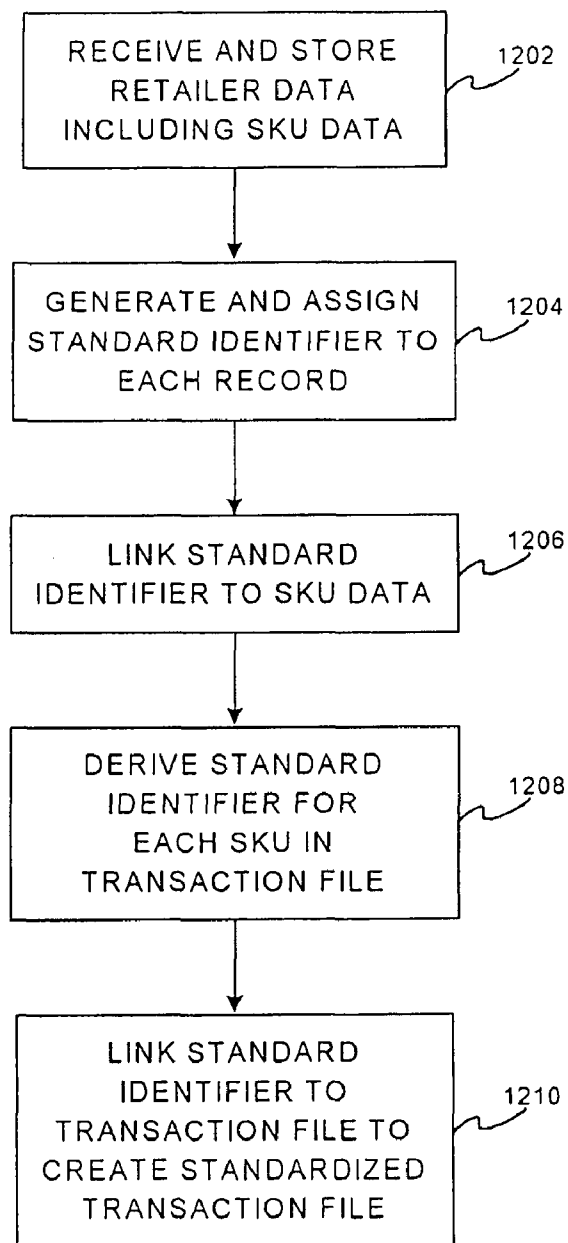 RECEIVE AND STORE
RETAILER DATA
INCLUDING SKU DATA
1202
GENERATE AND ASSIGN
STANDARD IDENTIFIER TO
EACH RECORD
1204
LINK STANDARD
IDENTIFIER TO SKU DATA
1206
DERIVE STANDARD
IDENTIFIER FOR
EACH SKU IN
TRANSACTION FILE
1208
LINK STANDARD
IDENTIFIER TO
TRANSACTION FILE TO
CREATE STANDARDIZED
TRANSACTION FILE
1210